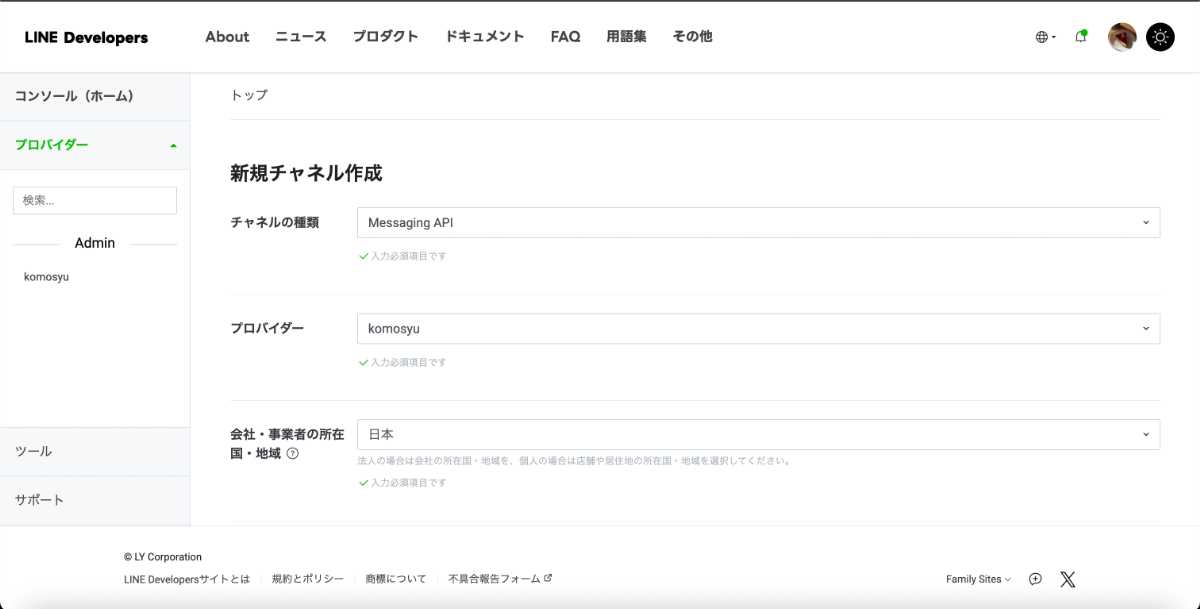 LINE Developers
About ニュース プロダクト ドキュメント FAQ 用語集 その他
コンソール（ホーム）
プロバイダー
検索...
Admin
komosyu
ツール
サポート
トップ
新規チャネル作成
チャネルの種類
Messaging API
入力必須項目です
プロバイダー
komosyu
入力必須項目です
会社・事業者の所在
国・地域
日本
法人の場合は会社の所在国・地域を、個人の場合は店舗や居住地の所在国・地域を選択してください。
入力必須項目です
© LY Corporation
LINE Developersサイトとは 規約とポリシー 商標について 不具合報告フォーム
Family Sites